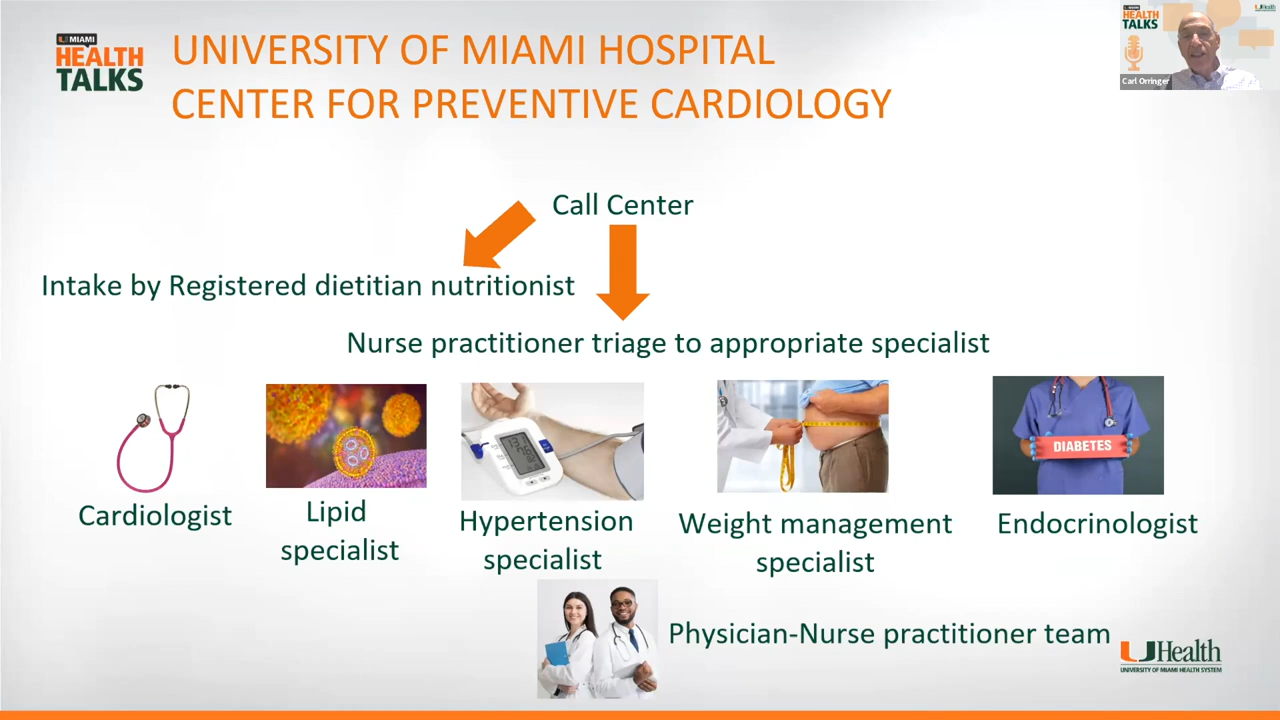 U MIAMI
HEALTH
TALKS
UNIVERSITY OF MIAMI HOSPITAL
CENTER FOR PREVENTIVE CARDIOLOGY
HEALTH
TALKS
UHealth
Carl Orringer
Call Center
Intake by Registered dietitian nutritionist
Nurse practitioner triage to appropriate specialist
DIABETES
Cardiologist
Lipid
specialist
Hypertension
specialist
Weight management
specialist
Endocrinologist
Physician-Nurse practitioner team
UHealth
UNIVERSITY OF MIAMI HEALTH SYSTEM